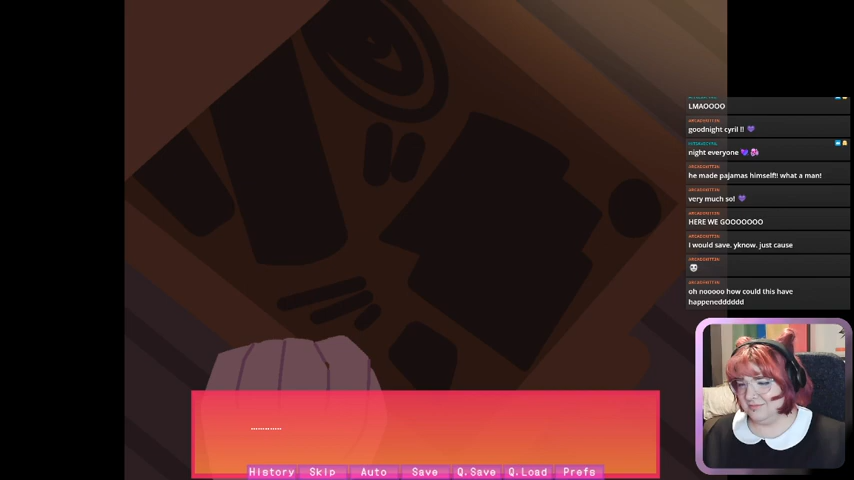 LMAOOOO
goodnight cyril !! 💜
night everyone 💜
he made pajamas himself!! what a man!
very much so! 💜
HERE WE GOOOOOOO
I would save. yknow. just cause
💀
oh nooooo how could this have
happenedddddd
.............
History Skip Auto Save Q.Save Q.Load Prefs